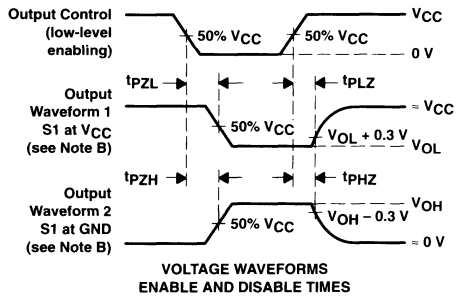 Output Control
(low-level
enabling)
50% VCC
50% VCC
VCC
0 V
tPZL
tPLZ
Output
Waveform 1
S1 at VCC
(see Note B)
50% VCC
≈ VCC
VOL + 0.3 V
VOL
tPZH
tPHZ
Output
Waveform 2
S1 at GND
(see Note B)
50% VCC
VOH
VOH − 0.3 V
≈ 0 V
VOLTAGE WAVEFORMS
ENABLE AND DISABLE TIMES